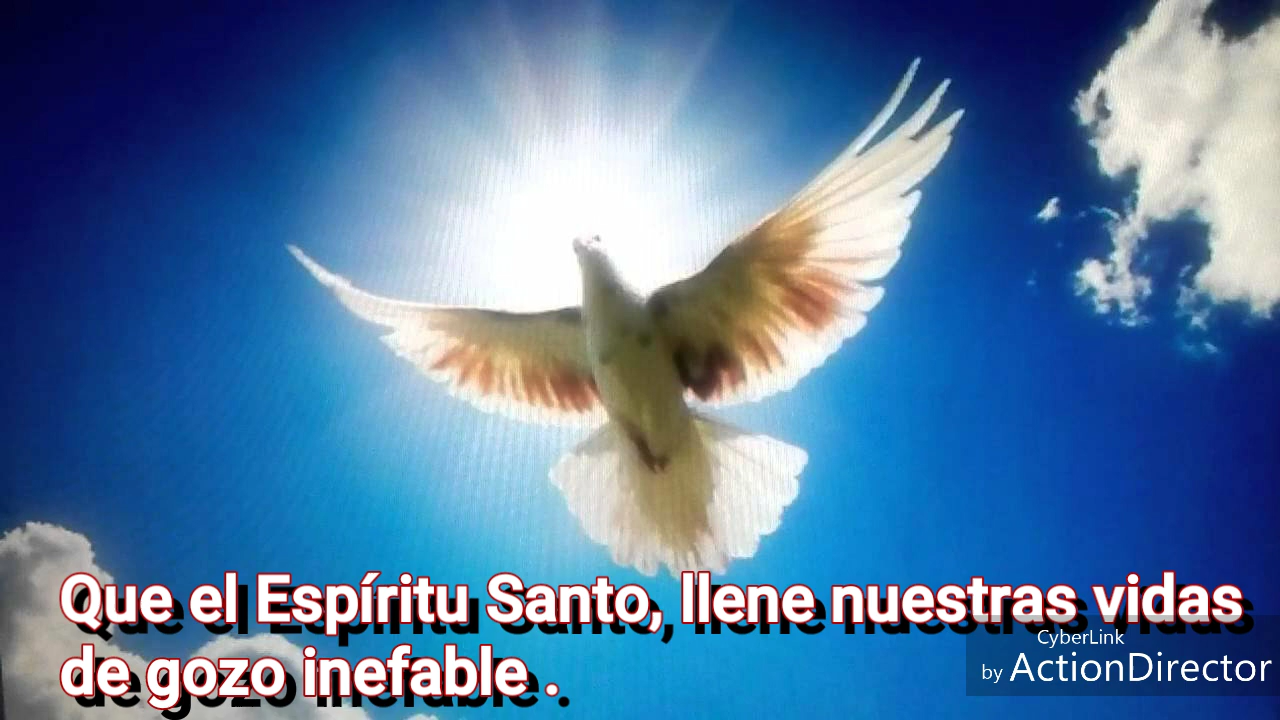 Que el Espíritu Santo, llene nuestras vidas
de gozo inefable .
CyberLink
by ActionDirector